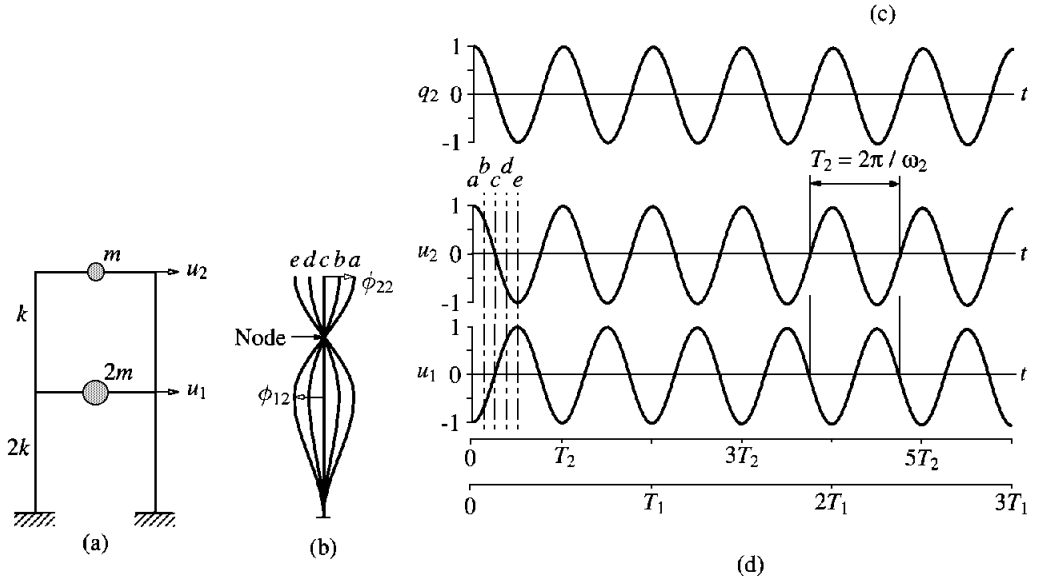 (c)
1
q₂ 0 t
-1
a b c d e
T₂ = 2π / ω₂
1
u₂ 0 t
-1
1
u₁ 0 t
-1
0 T₂ 3T₂ 5T₂
0 T₁ 2T₁ 3T₁
(d)
m
u₂
k
2m
u₁
2k
(a)
e d c b a
ϕ₂₂
Node
ϕ₁₂
(b)